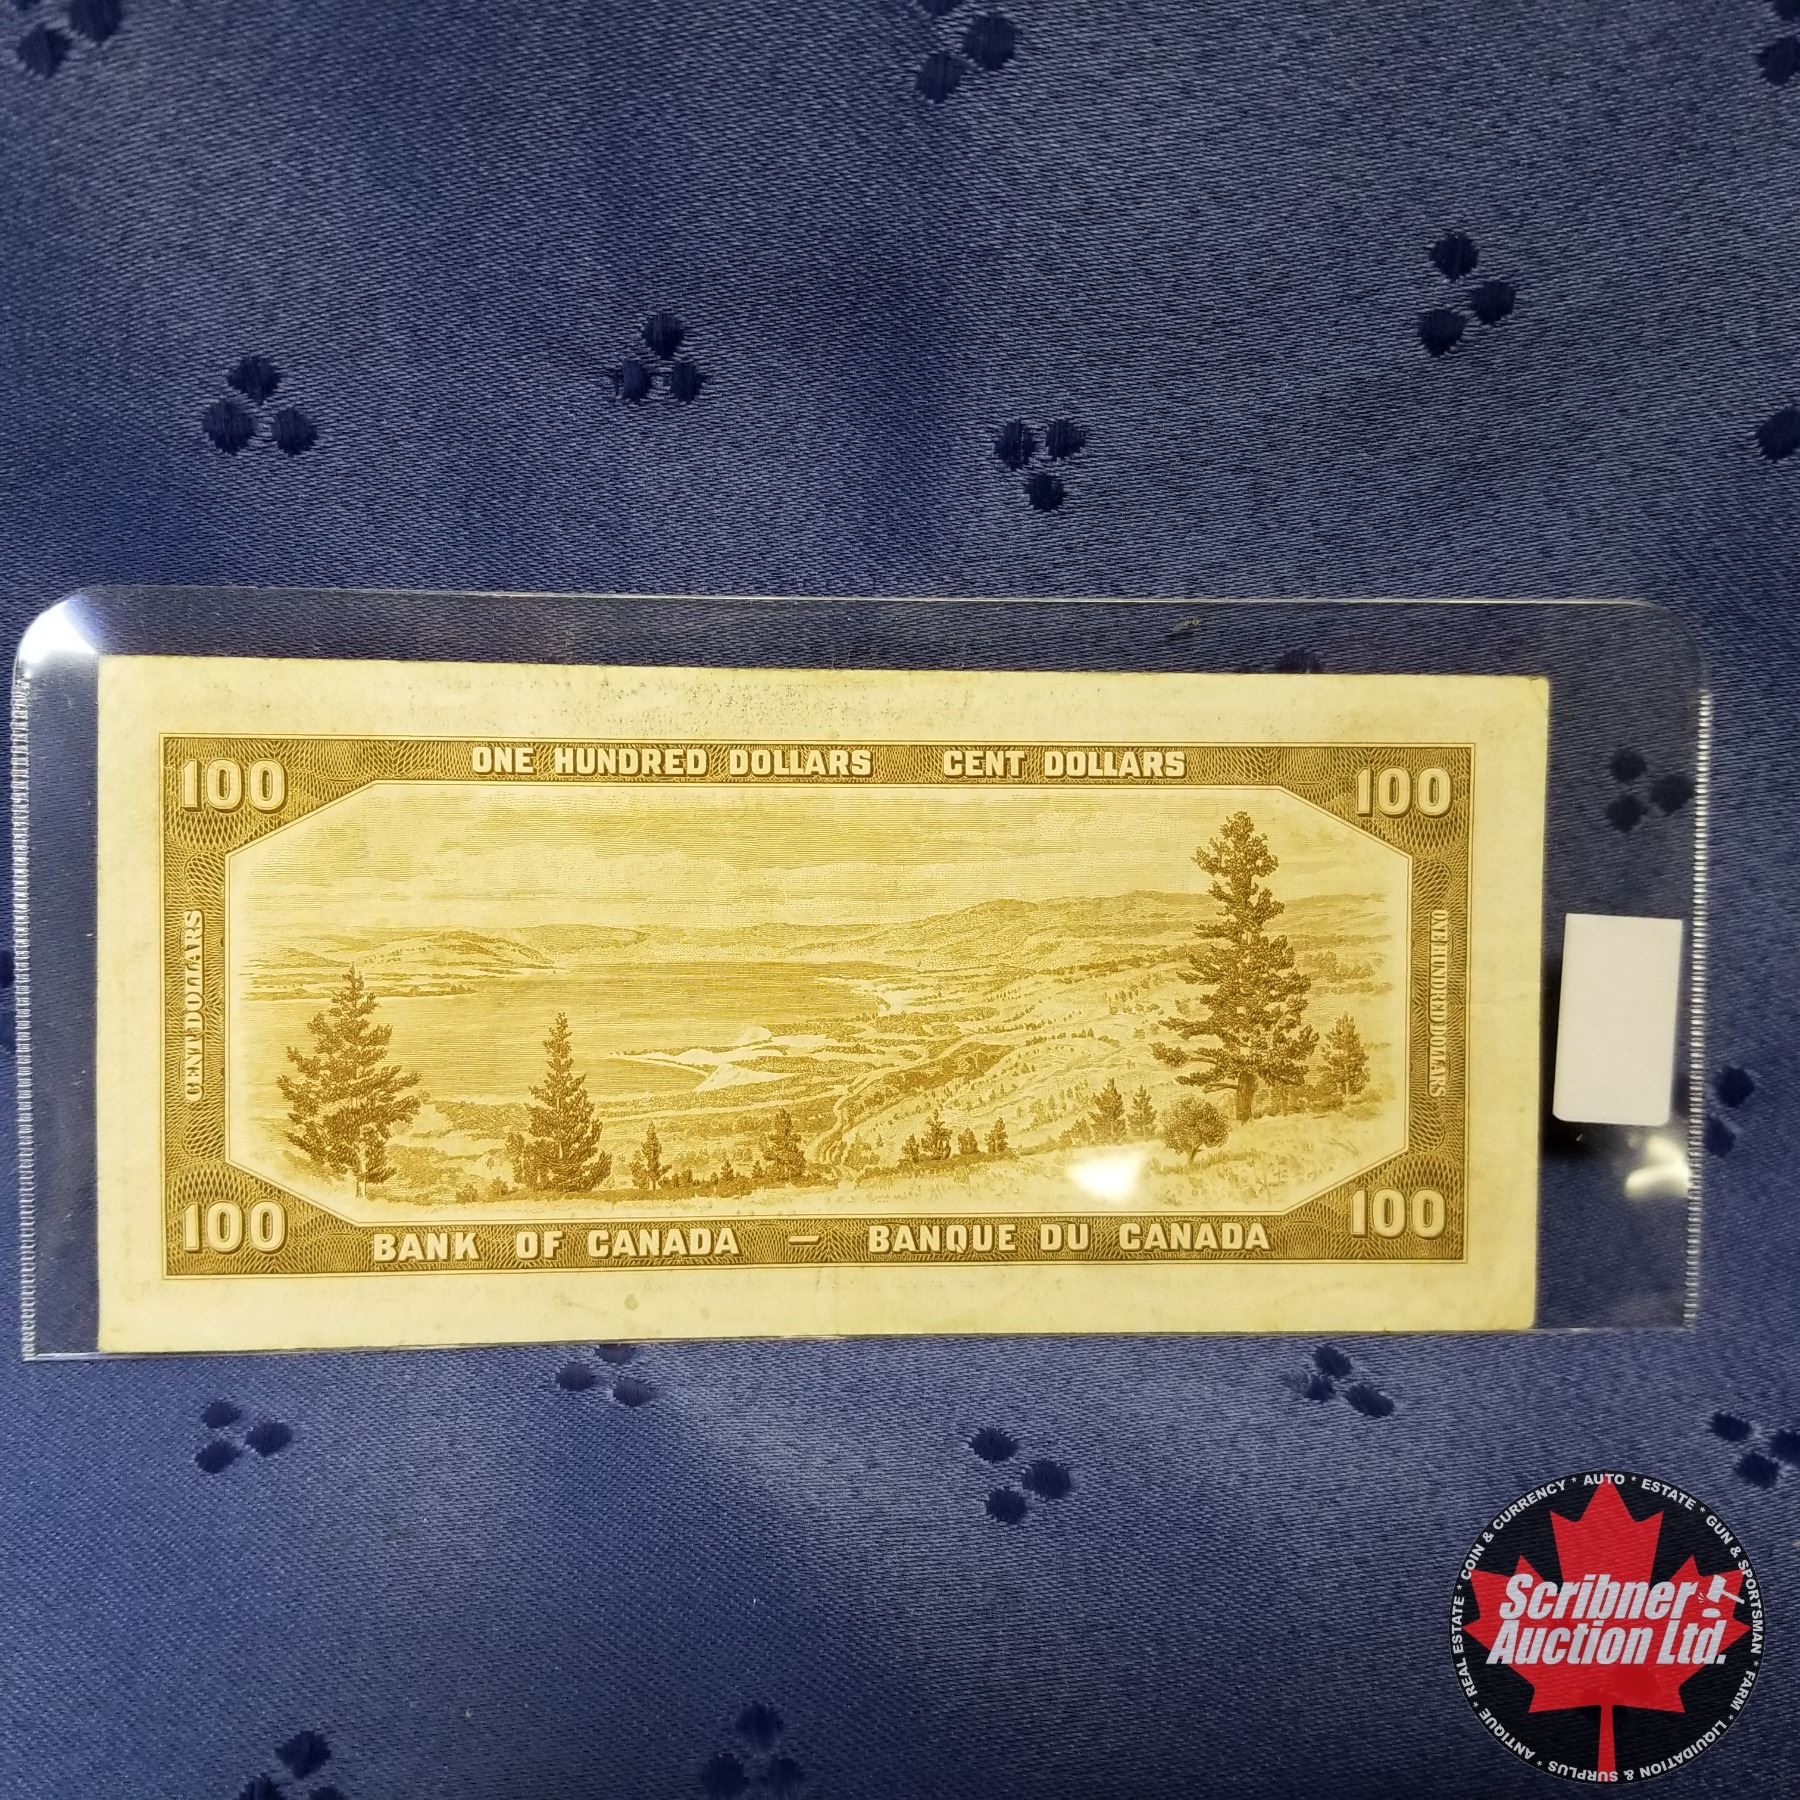 ONE HUNDRED DOLLARS CENT DOLLARS
100 100
CENT DOLLARS
ONE HUNDRED DOLLARS
100 100
BANK OF CANADA — BANQUE DU CANADA
ANTIQUE * REAL ESTATE * COIN & CURRENCY * AUTO * ESTATE * GUN & SPORTSMAN * FARM * LIQUIDATION & SURPLUS *
Scribner
Auction Ltd.